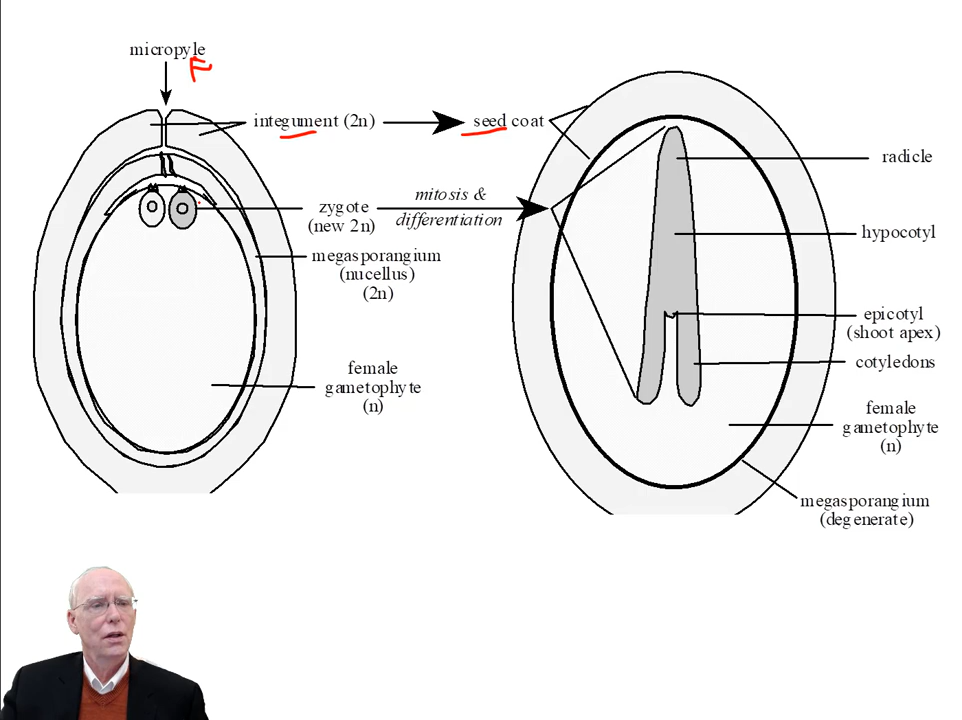 micropyle
integument (2n)
seed coat
zygote
(new 2n)
mitosis &
differentiation
megasporangium
(nucellus)
(2n)
female
gametophyte
(n)
radicle
hypocotyl
epicotyl
(shoot apex)
cotyledons
female
gametophyte
(n)
megasporangium
(degenerate)